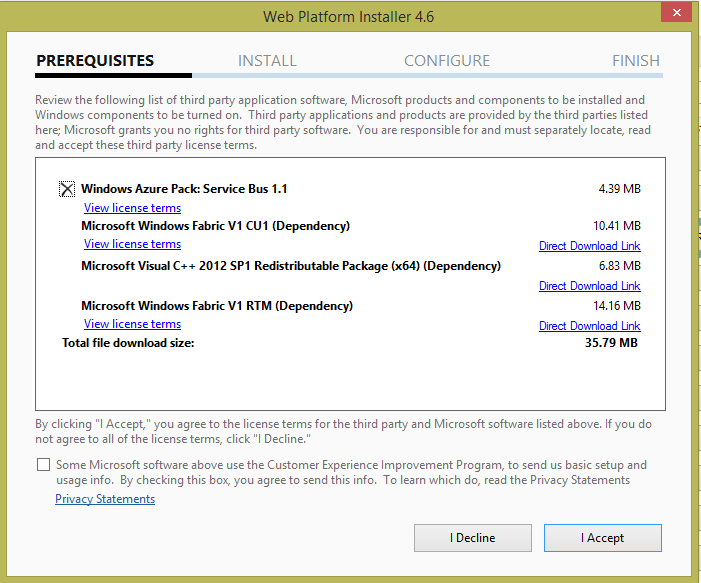 Web Platform Installer 4.6
PREREQUISITES INSTALL CONFIGURE FINISH
Review the following list of third party application software, Microsoft products and components to be installed and
Windows components to be turned on. Third party applications and products are provided by the third parties listed
here; Microsoft grants you no rights for third party software. You are responsible for and must separately locate, read
and accept these third party license terms.
Windows Azure Pack: Service Bus 1.1 4.39 MB
View license terms
Microsoft Windows Fabric V1 CU1 (Dependency) 10.41 MB
View license terms Direct Download Link
Microsoft Visual C++ 2012 SP1 Redistributable Package (x64) (Dependency) 6.83 MB
Direct Download Link
Microsoft Windows Fabric V1 RTM (Dependency) 14.16 MB
View license terms Direct Download Link
Total file download size: 35.79 MB
By clicking "I Accept," you agree to the license terms for the third party and Microsoft software listed above. If you do
not agree to all of the license terms, click "I Decline."
Some Microsoft software above use the Customer Experience Improvement Program, to send us basic setup and
usage info. By checking this box, you agree to send this info. To learn which do, read the Privacy Statements
Privacy Statements
I Decline I Accept